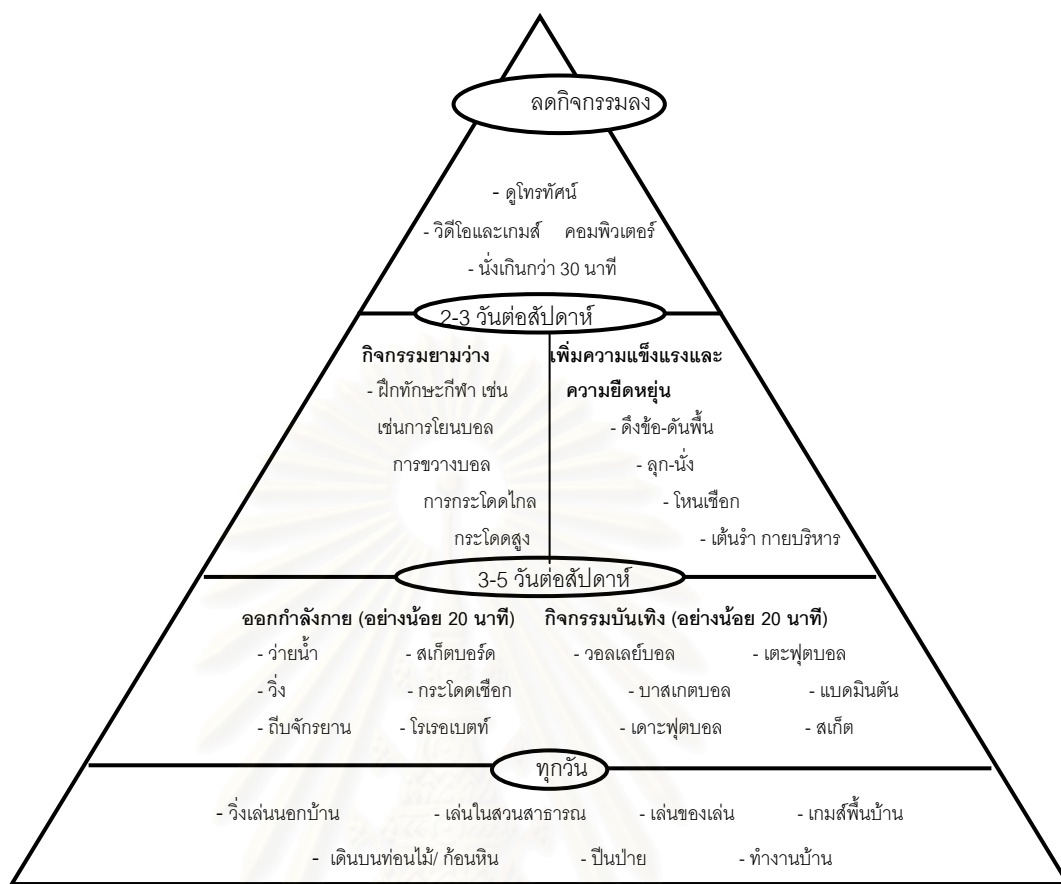 ลดกิจกรรมลง
- ดูโทรทัศน์
- วิดีโอและเกมส์ คอมพิวเตอร์
- นั่งเกินกว่า 30 นาที
2-3 วันต่อสัปดาห์
กิจกรรมยามว่าง
- ฝึกทักษะกีฬา เช่น
เช่นการโยนบอล
การขวางบอล
การกระโดดไกล
กระโดดสูง
เพิ่มความแข็งแรงและ
ความยืดหยุ่น
- ดึงข้อ-ดันพื้น
- ลุก-นั่ง
- โหนเชือก
- เต้นรำ กายบริหาร
3-5 วันต่อสัปดาห์
ออกกำลังกาย (อย่างน้อย 20 นาที) กิจกรรมบันเทิง (อย่างน้อย 20 นาที)
- ว่ายน้ำ - สเก็ตบอร์ด - วอลเลย์บอล - เตะฟุตบอล
- วิ่ง - กระโดดเชือก - บาสเกตบอล - แบดมินตัน
- ถีบจักรยาน - โรเรอเบตท์ - เดาะฟุตบอล - สเก็ต
ทุกวัน
- วิ่งเล่นนอกบ้าน - เล่นในสวนสาธารณ - เล่นของเล่น - เกมส์พื้นบ้าน
- เดินบนท่อนไม้/ ก้อนหิน - ปีนป่าย - ทำงานบ้าน